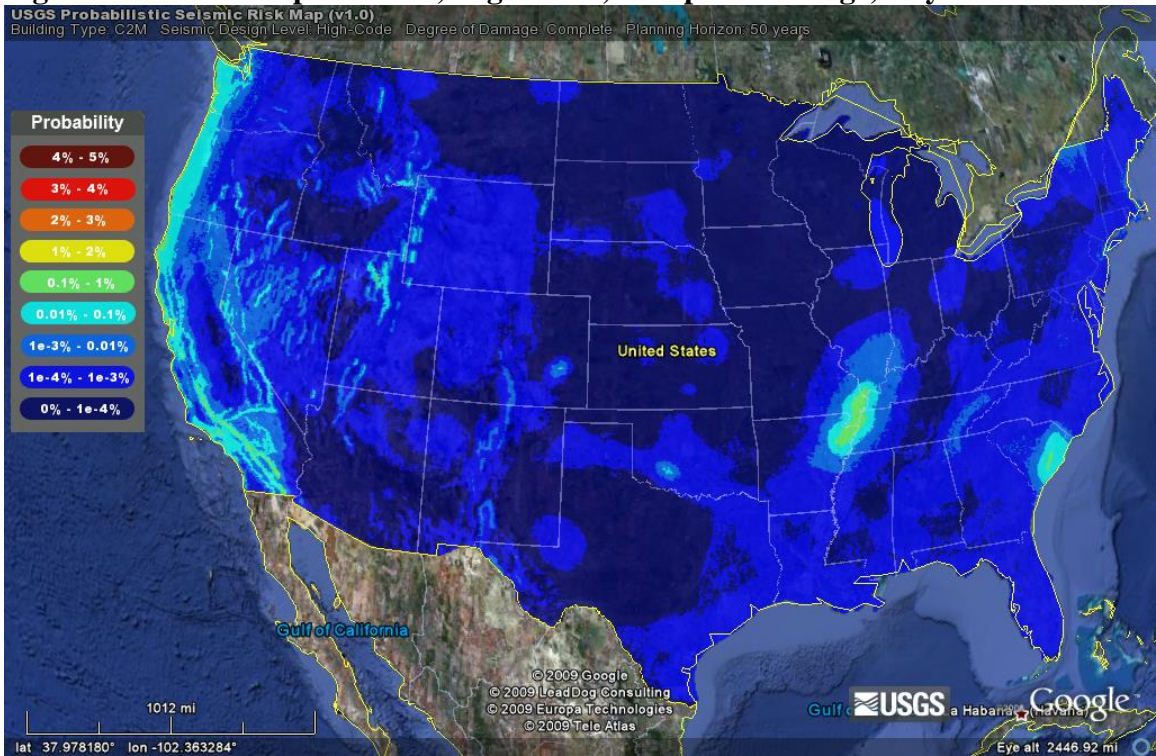 USGS Probabilistic Seismic Risk Map (v1.0)
Building Type: C2M Seismic Design Level: High-Code Degree of Damage: Complete Planning Horizon: 50 years
Probability
4% - 5%
3% - 4%
2% - 3%
1% - 2%
0.1% - 1%
0.01% - 0.1%
1e-3% - 0.01%
1e-4% - 1e-3%
0% - 1e-4%
United States
Gulf of California
© 2009 Google
© 2009 LeadDog Consulting
© 2009 Europa Technologies
© 2009 Tele Atlas
1012 mi
USGS
Google
lat 37.978180° lon -102.363284°
Eye alt 2446.92 mi